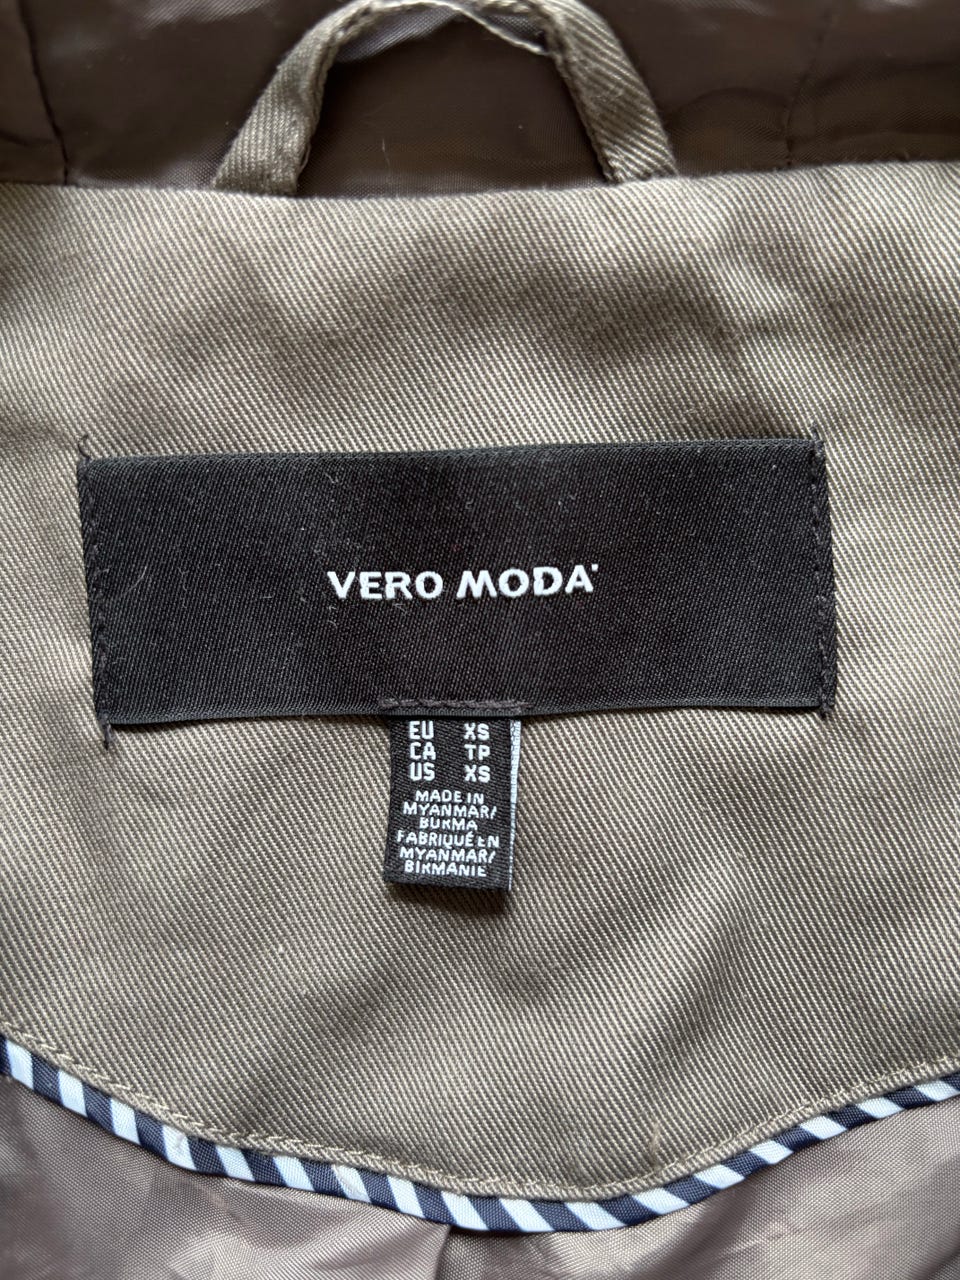 VERO MODA
EU XS
CA TP
US XS
MADE IN
MYANMAR/
BURMA
FABRIQUÉ EN
MYANMAR/
BIRMANIE